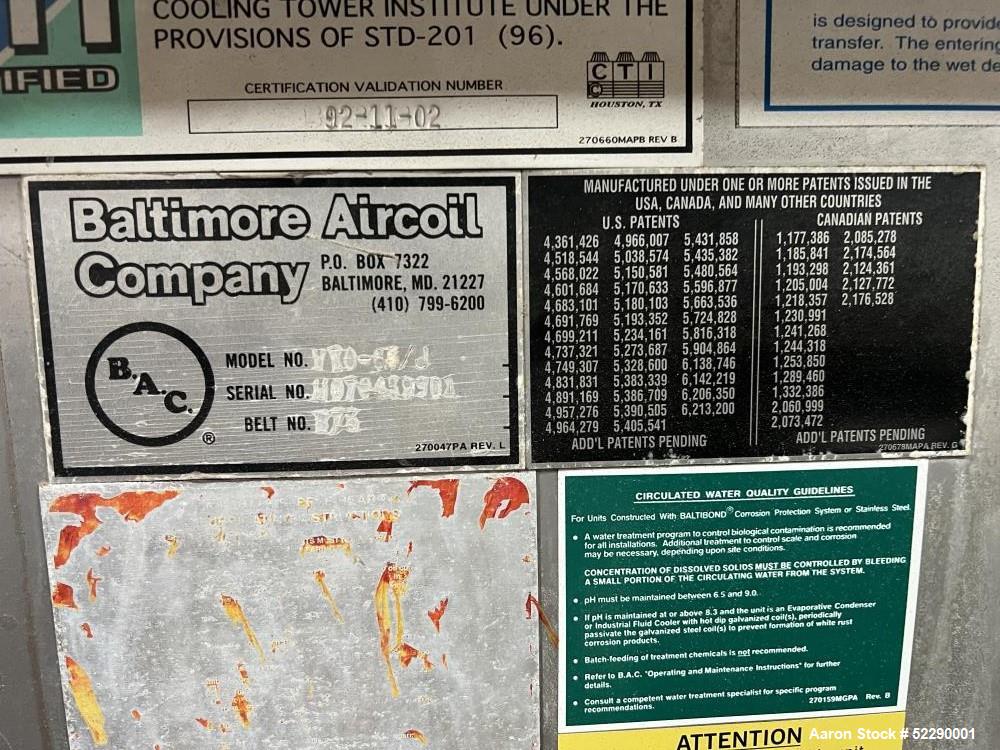 COOLING TOWER INSTITUTE UNDER THE
PROVISIONS OF STD-201 (96).
IFIED
CERTIFICATION VALIDATION NUMBER
92-11-02
CTI
HOUSTON, TX
270660MAPB REV B
is designed to provide
transfer. The entering
damage to the wet de
Baltimore Aircoil
Company
P.O. BOX 7322
BALTIMORE, MD. 21227
(410) 799-6200
B.A.C.
®
MODEL NO.
SERIAL NO.
BELT NO.
270047PA REV. L
MANUFACTURED UNDER ONE OR MORE PATENTS ISSUED IN THE
USA, CANADA, AND MANY OTHER COUNTRIES
U.S. PATENTS
4,361,426 4,966,007 5,431,858
4,518,544 5,038,574 5,435,382
4,568,022 5,150,581 5,480,564
4,601,684 5,170,633 5,596,877
4,683,101 5,180,103 5,663,536
4,691,769 5,193,352 5,724,828
4,699,211 5,234,161 5,816,318
4,737,321 5,273,687 5,904,864
4,749,307 5,328,600 6,138,746
4,831,831 5,383,339 6,142,219
4,891,169 5,386,709 6,206,350
4,957,276 5,390,505 6,213,200
4,964,279 5,405,541
ADD'L PATENTS PENDING
CANADIAN PATENTS
1,177,386 2,085,278
1,185,841 2,174,564
1,193,298 2,124,361
1,205,004 2,127,772
1,218,357 2,176,528
1,230,991
1,241,268
1,244,318
1,253,850
1,289,460
1,332,386
2,060,999
2,073,472
ADD'L PATENTS PENDING
270678MAPA REV. G
CIRCULATED WATER QUALITY GUIDELINES
For Units Constructed With BALTIBOND® Corrosion Protection System or Stainless Steel.
• A water treatment program to control biological contamination is recommended
for all installations. Additional treatment to control scale and corrosion
may be necessary, depending upon site conditions.
CONCENTRATION OF DISSOLVED SOLIDS MUST BE CONTROLLED BY BLEEDING
A SMALL PORTION OF THE CIRCULATING WATER FROM THE SYSTEM.
• pH must be maintained between 6.5 and 9.0.
• If pH is maintained at or above 8.3 and the unit is an Evaporative Condenser
or Industrial Fluid Cooler with hot dip galvanized coil(s), periodically
passivate the galvanized steel coil(s) to prevent formation of white rust
corrosion products.
• Batch-feeding of treatment chemicals is not recommended.
• Refer to B.A.C. "Operating and Maintenance Instructions" for further
details.
• Consult a competent water treatment specialist for specific program
recommendations.
270159MGPA Rev. B
ATTENTION
Aaron Stock # 52290001